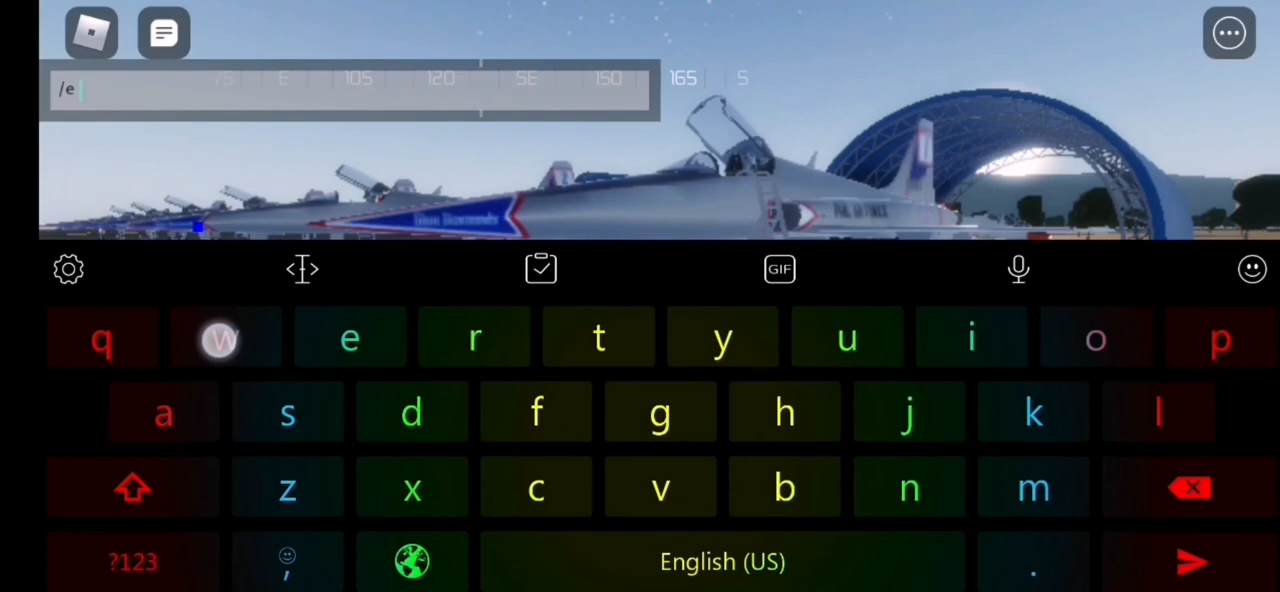 75 E 105 120 SE 150 165 S
/e
GIF
q w e r t y u i o p
a s d f g h j k l
z x c v b n m
?123 , English (US) .